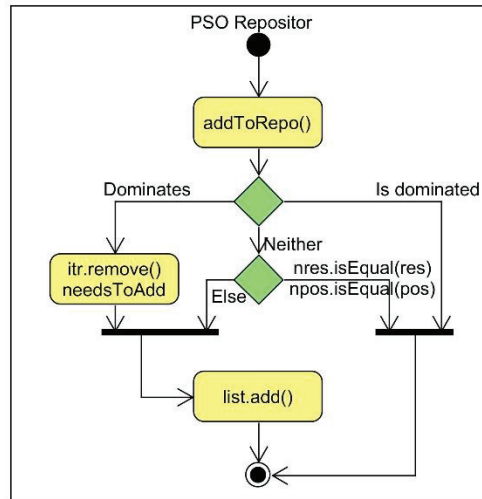 PSO Repositor
addToRepo()
Dominates
Is dominated
Neither
itr.remove()
needsToAdd
nres.isEqual(res)
npos.isEqual(pos)
Else
list.add()